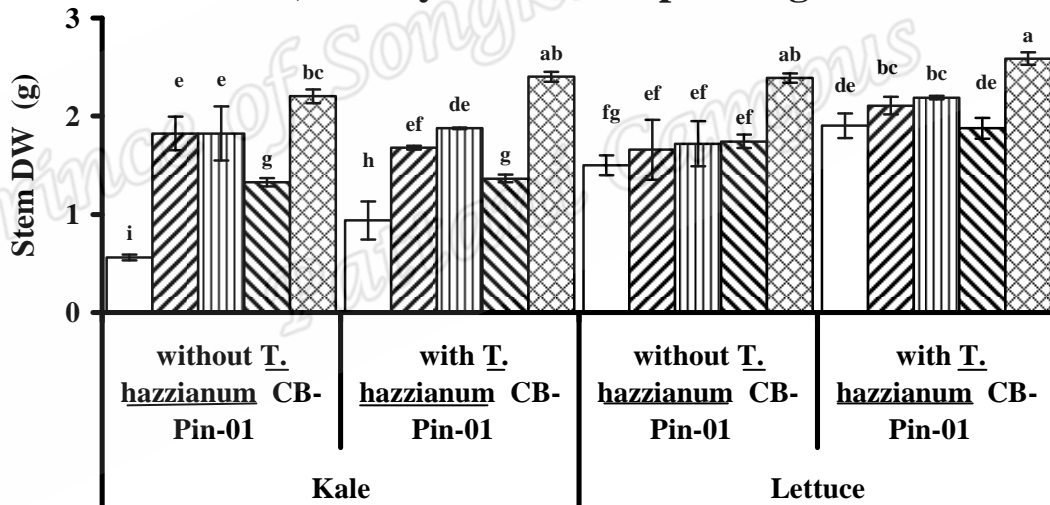 3
2
1
0
Stem DW (g)
i
e
e
g
bc
h
ef
de
g
ab
fg
ef
ef
ef
ab
de
bc
bc
de
a
without T.
hazzianum CB-
Pin-01
with T.
hazzianum CB-
Pin-01
without T.
hazzianum CB-
Pin-01
with T.
hazzianum CB-
Pin-01
Kale
Lettuce
of
Campus